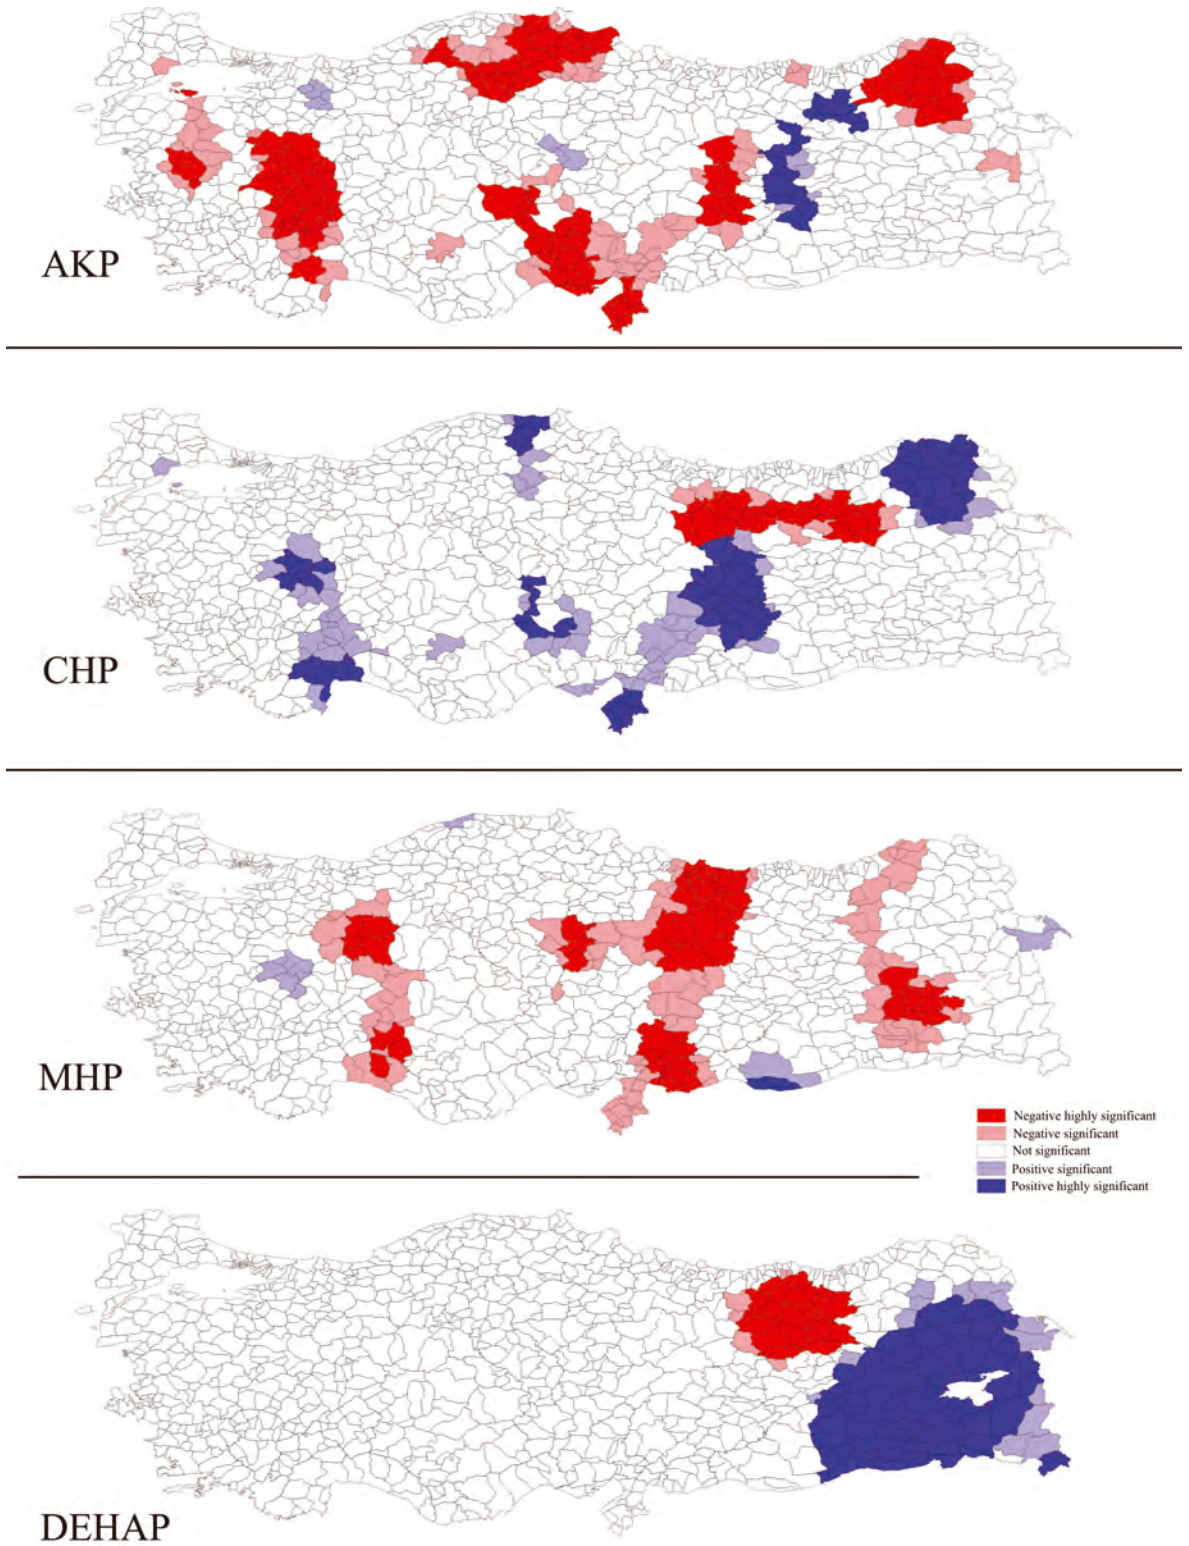 AKP
CHP
MHP
Negative highly significant
Negative significant
Not significant
Positive significant
Positive highly significant
DEHAP